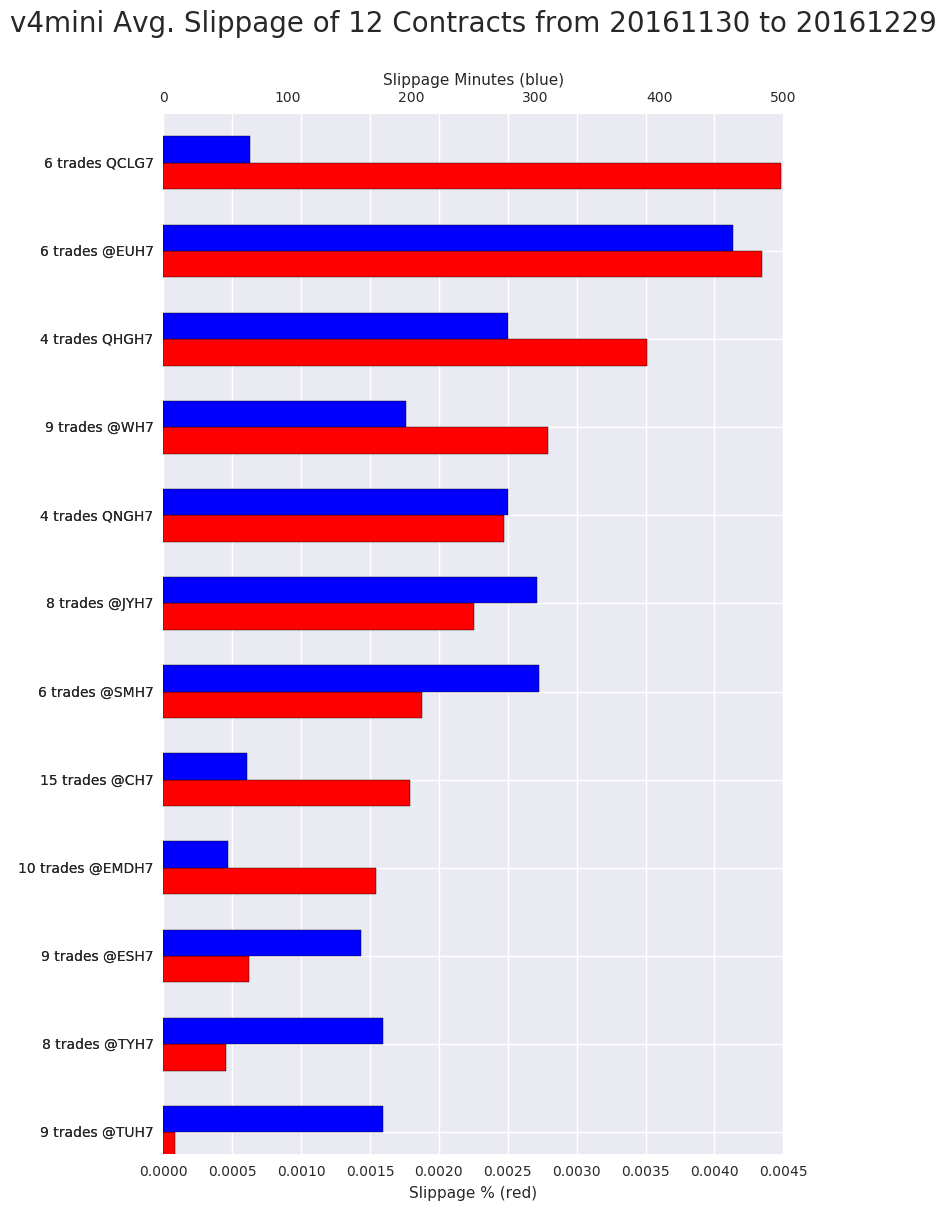 v4mini Avg. Slippage of 12 Contracts from 20161130 to 20161229
Slippage Minutes (blue)
0 100 200 300 400 500
6 trades QCLG7
6 trades @EUH7
4 trades QHGH7
9 trades @WH7
4 trades QNGH7
8 trades @JYH7
6 trades @SMH7
15 trades @CH7
10 trades @EMDH7
9 trades @ESH7
8 trades @TYH7
9 trades @TUH7
0.0000 0.0005 0.0010 0.0015 0.0020 0.0025 0.0030 0.0035 0.0040 0.0045
Slippage % (red)